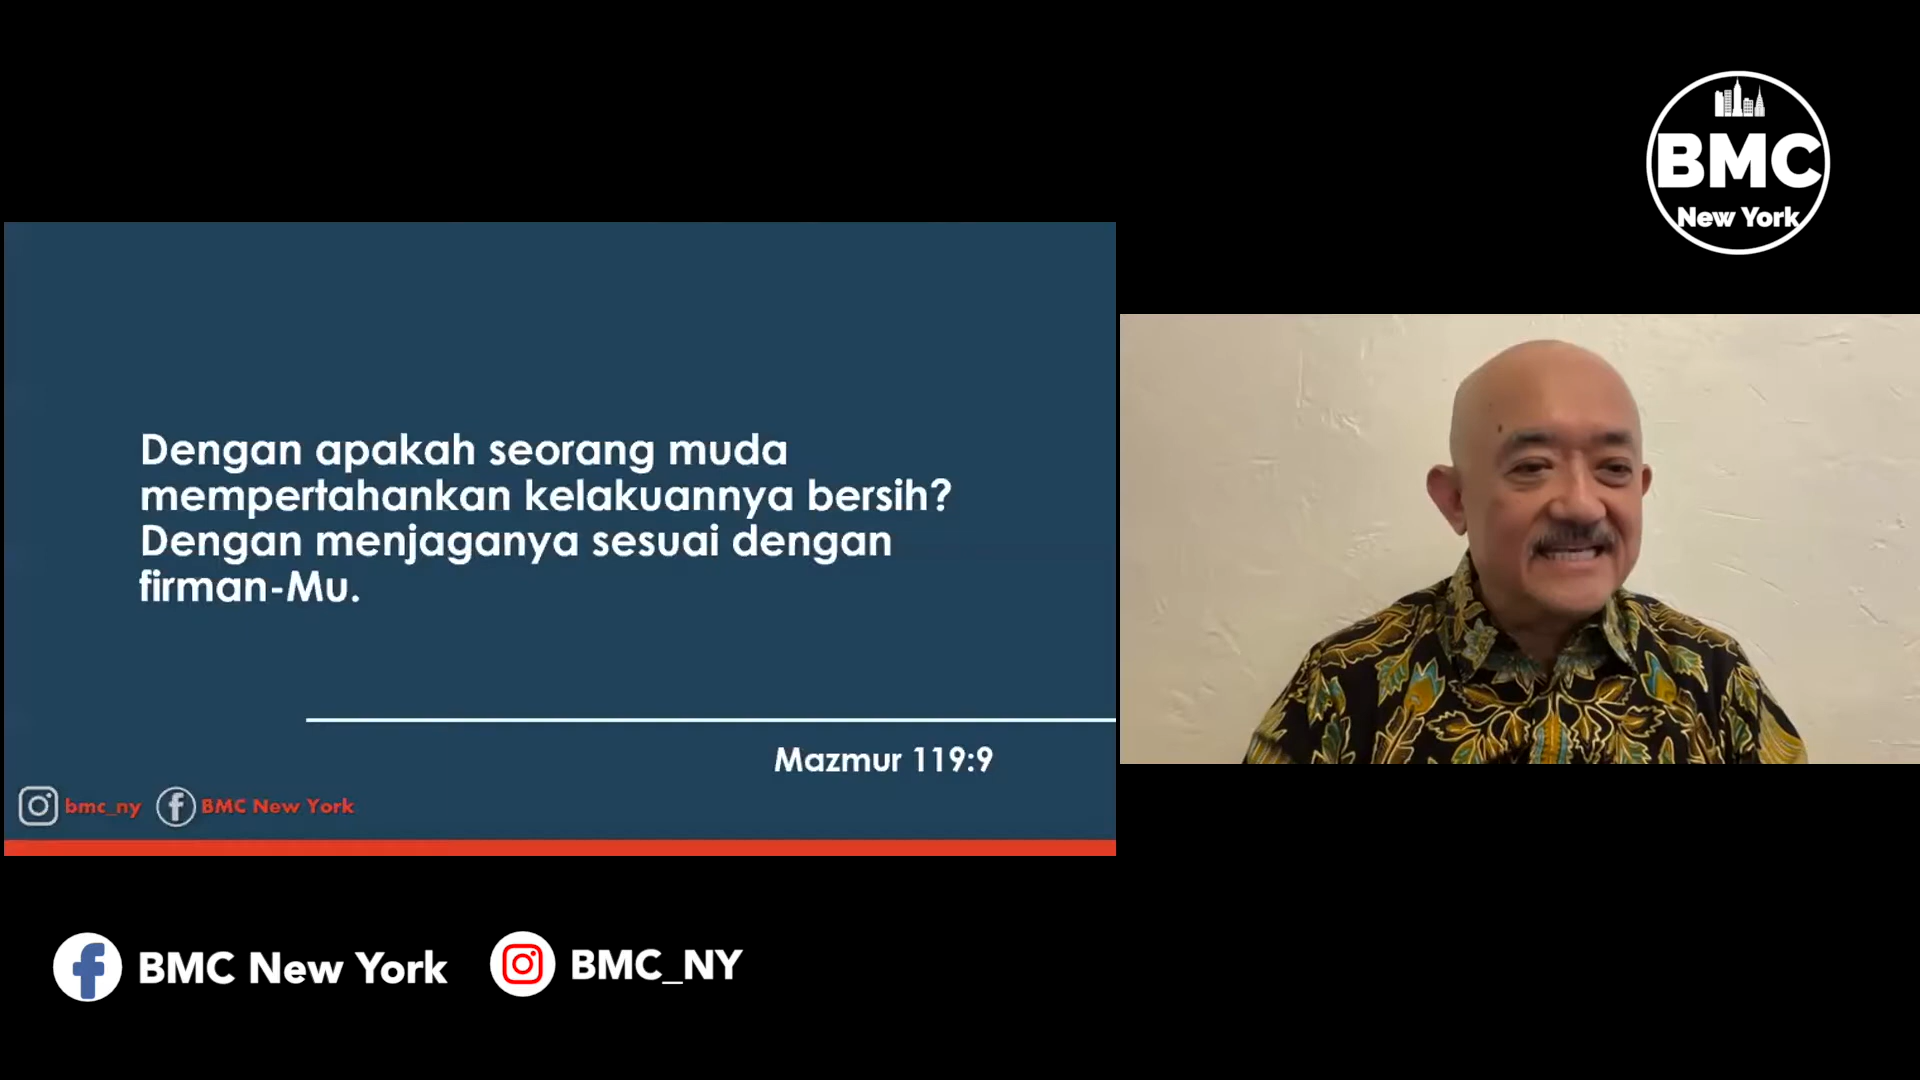 BMC
New York
Dengan apakah seorang muda
mempertahankan kelakuannya bersih?
Dengan menjaganya sesuai dengan
firman-Mu.
Mazmur 119:9
bmc_ny BMC New York
BMC New York BMC_NY